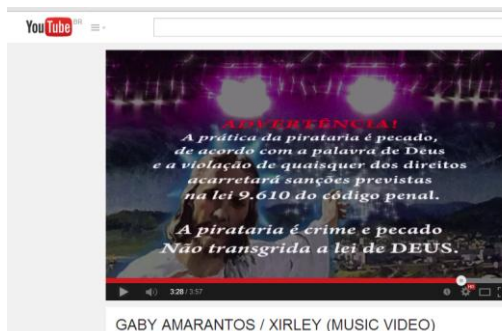 YouTube BR
ADVERTÊNCIA!
A prática da pirataria é pecado,
de acordo com a palavra de Deus
e a violação de quaisquer dos direitos
acarretará sanções previstas
na lei 9.610 do código penal.
A pirataria é crime e pecado
Não transgrida a lei de DEUS.
3:28 / 3:57
GABY AMARANTOS / XIRLEY (MUSIC VIDEO)